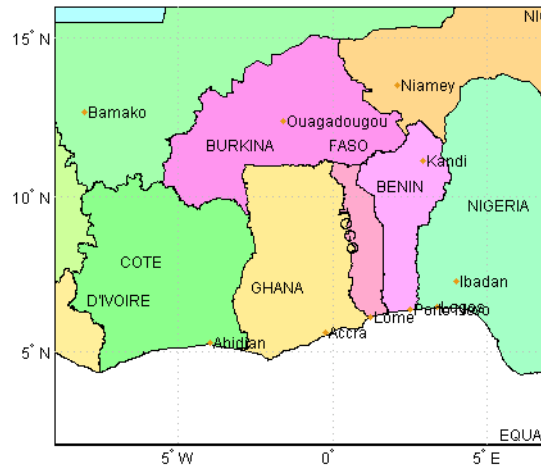 15° N
NI
Niamey
Bamako
Ouagadougou
BURKINA FASO
Kandi
BENIN
10° N
NIGERIA
TOGO
COTE
D'IVOIRE
GHANA
Ibadan
Lagos
Porto Novo
Lome
Accra
Abidjan
5° N
EQUA
5° W
0°
5° E